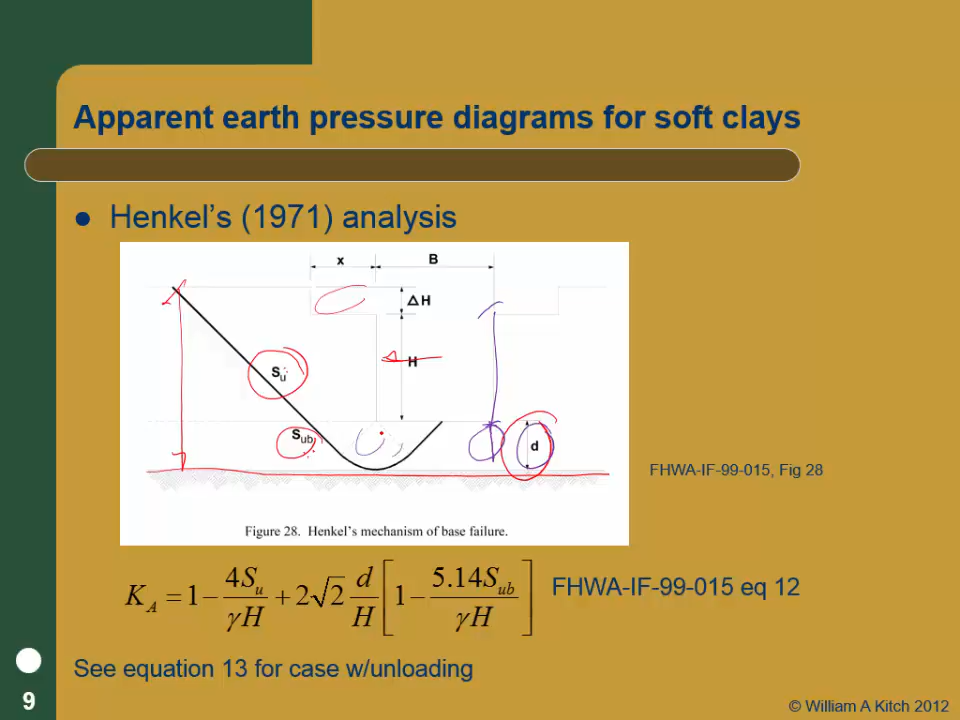 Apparent earth pressure diagrams for soft clays
Henkel's (1971) analysis
x B
ΔH
H
Su
Sub
d
FHWA-IF-99-015, Fig 28
Figure 28. Henkel's mechanism of base failure.
K_A = 1 − 4S_u/γH + 2√2 d/H [1 − 5.14S_ub/γH] FHWA-IF-99-015 eq 12
See equation 13 for case w/unloading
9
© William A Kitch 2012